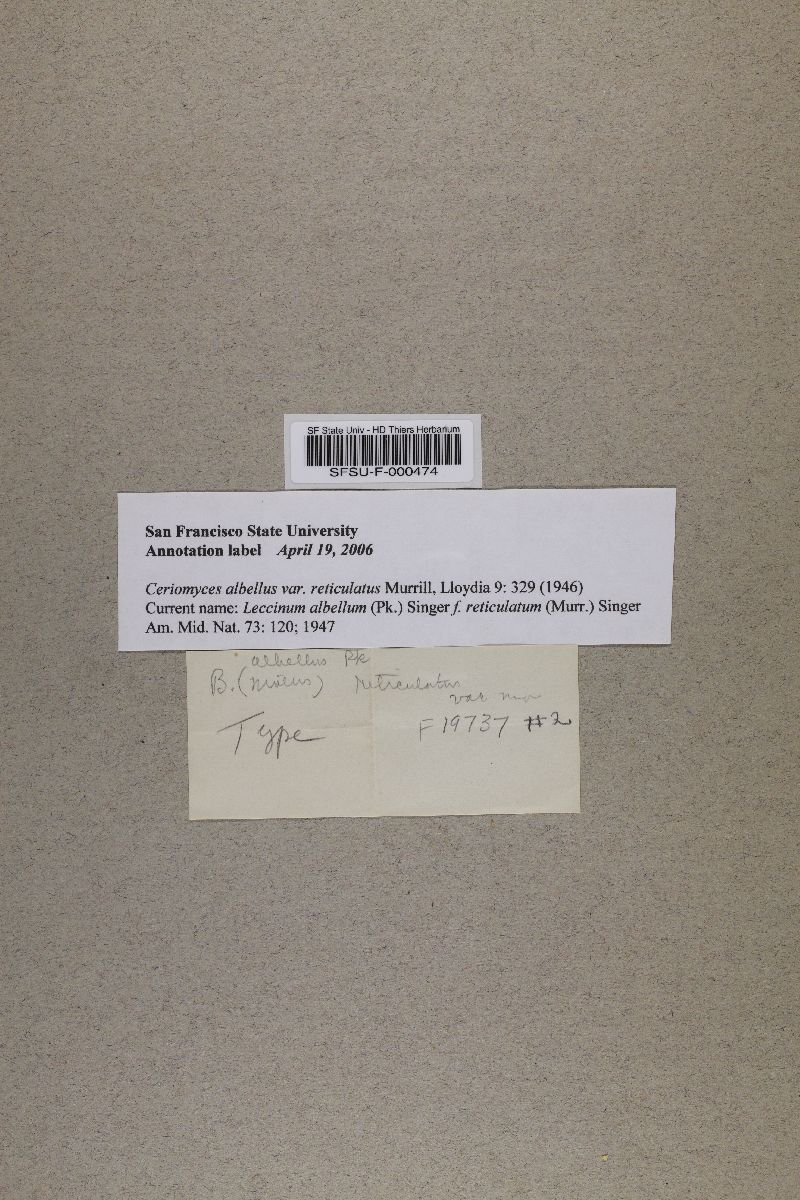 SF State Univ - HD Thiers Herbarium
SFSU-F-000474
San Francisco State University
Annotation label April 19, 2006
Ceriomyces albellus var. reticulatus Murrill, Lloydia 9: 329 (1946)
Current name: Leccinum albellum (Pk.) Singer f. reticulatum (Murr.) Singer
Am. Mid. Nat. 73: 120; 1947
albellus Pk
B. ( ) reticulatus
var
Type F19737 #2